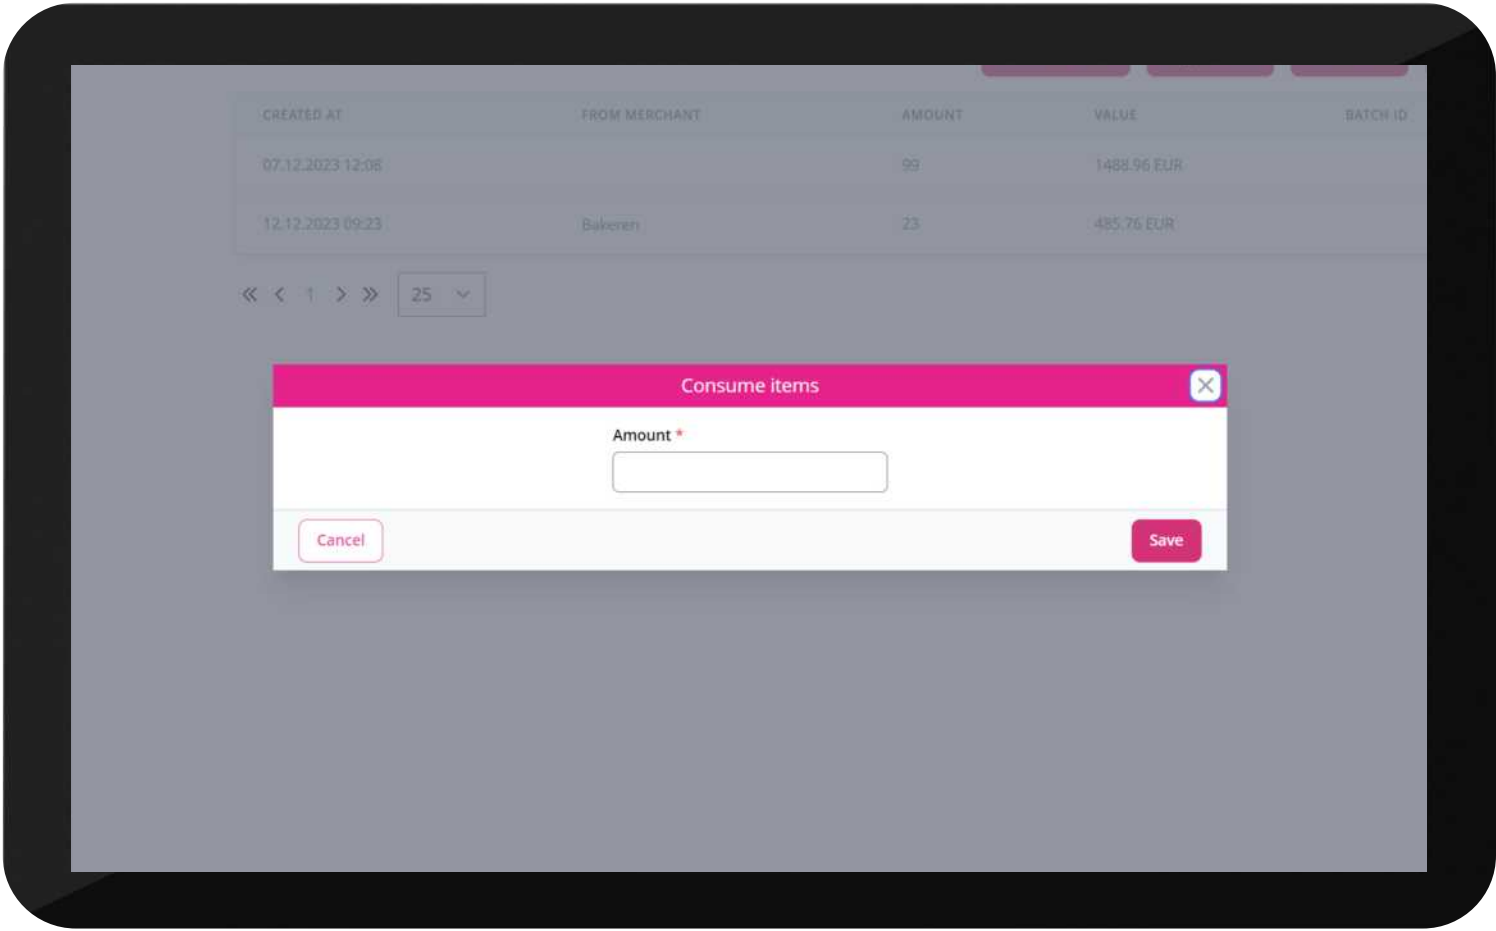 CREATED AT FROM MERCHANT AMOUNT VALUE BATCH ID
07.12.2023 12:08 99 1488.96 EUR
12.12.2023 09:23 Bakeren 23 485.76 EUR
1 25
Consume items
Amount *
Cancel Save